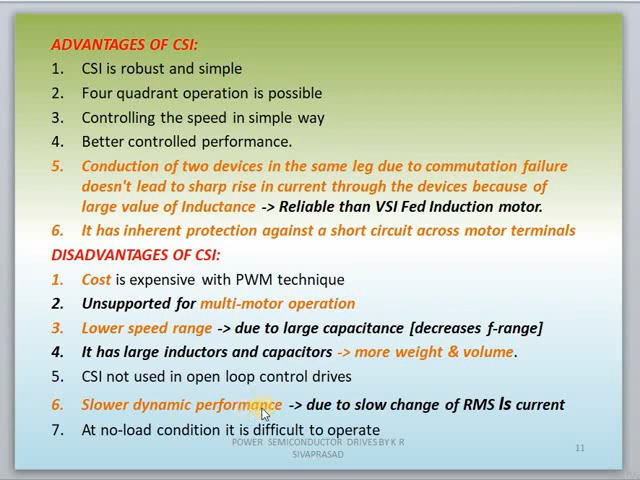 ADVANTAGES OF CSI:
1. CSI is robust and simple
2. Four quadrant operation is possible
3. Controlling the speed in simple way
4. Better controlled performance.
5. Conduction of two devices in the same leg due to commutation failure
doesn't lead to sharp rise in current through the devices because of
large value of Inductance -> Reliable than VSI Fed Induction motor.
6. It has inherent protection against a short circuit across motor terminals
DISADVANTAGES OF CSI:
1. Cost is expensive with PWM technique
2. Unsupported for multi-motor operation
3. Lower speed range -> due to large capacitance [decreases f-range]
4. It has large inductors and capacitors -> more weight & volume.
5. CSI not used in open loop control drives
6. Slower dynamic performance -> due to slow change of RMS Is current
7. At no-load condition it is difficult to operate
POWER SEMICONDUCTOR DRIVES BY K R
SIVAPRASAD
11